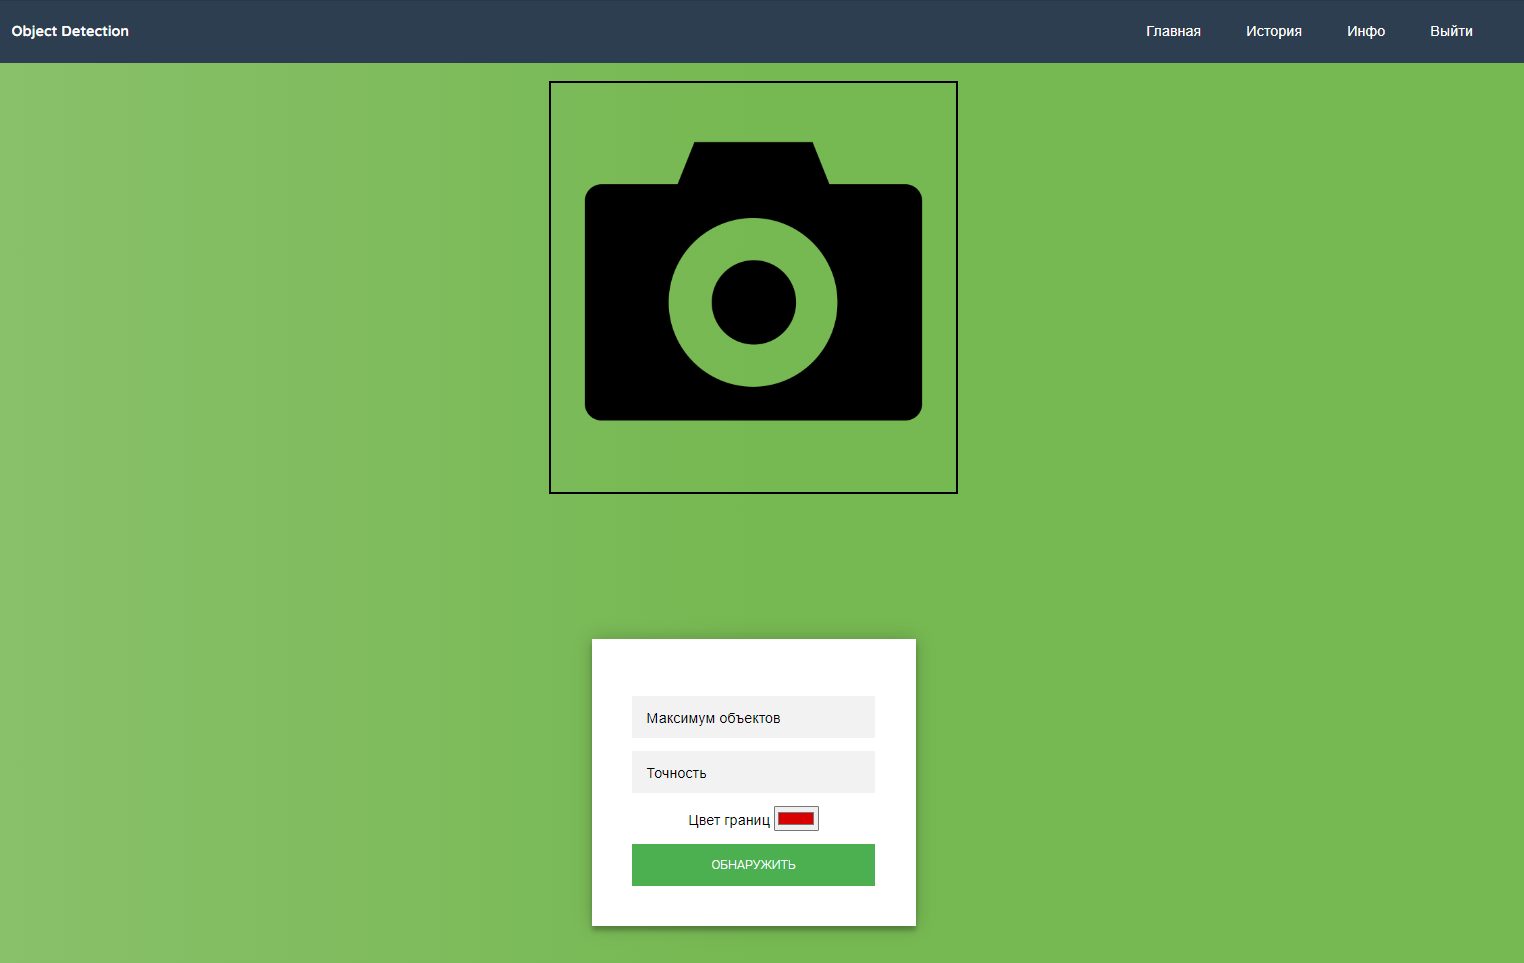 Object Detection
Главная История Инфо Выйти
Максимум объектов
Точность
Цвет границ
ОБНАРУЖИТЬ